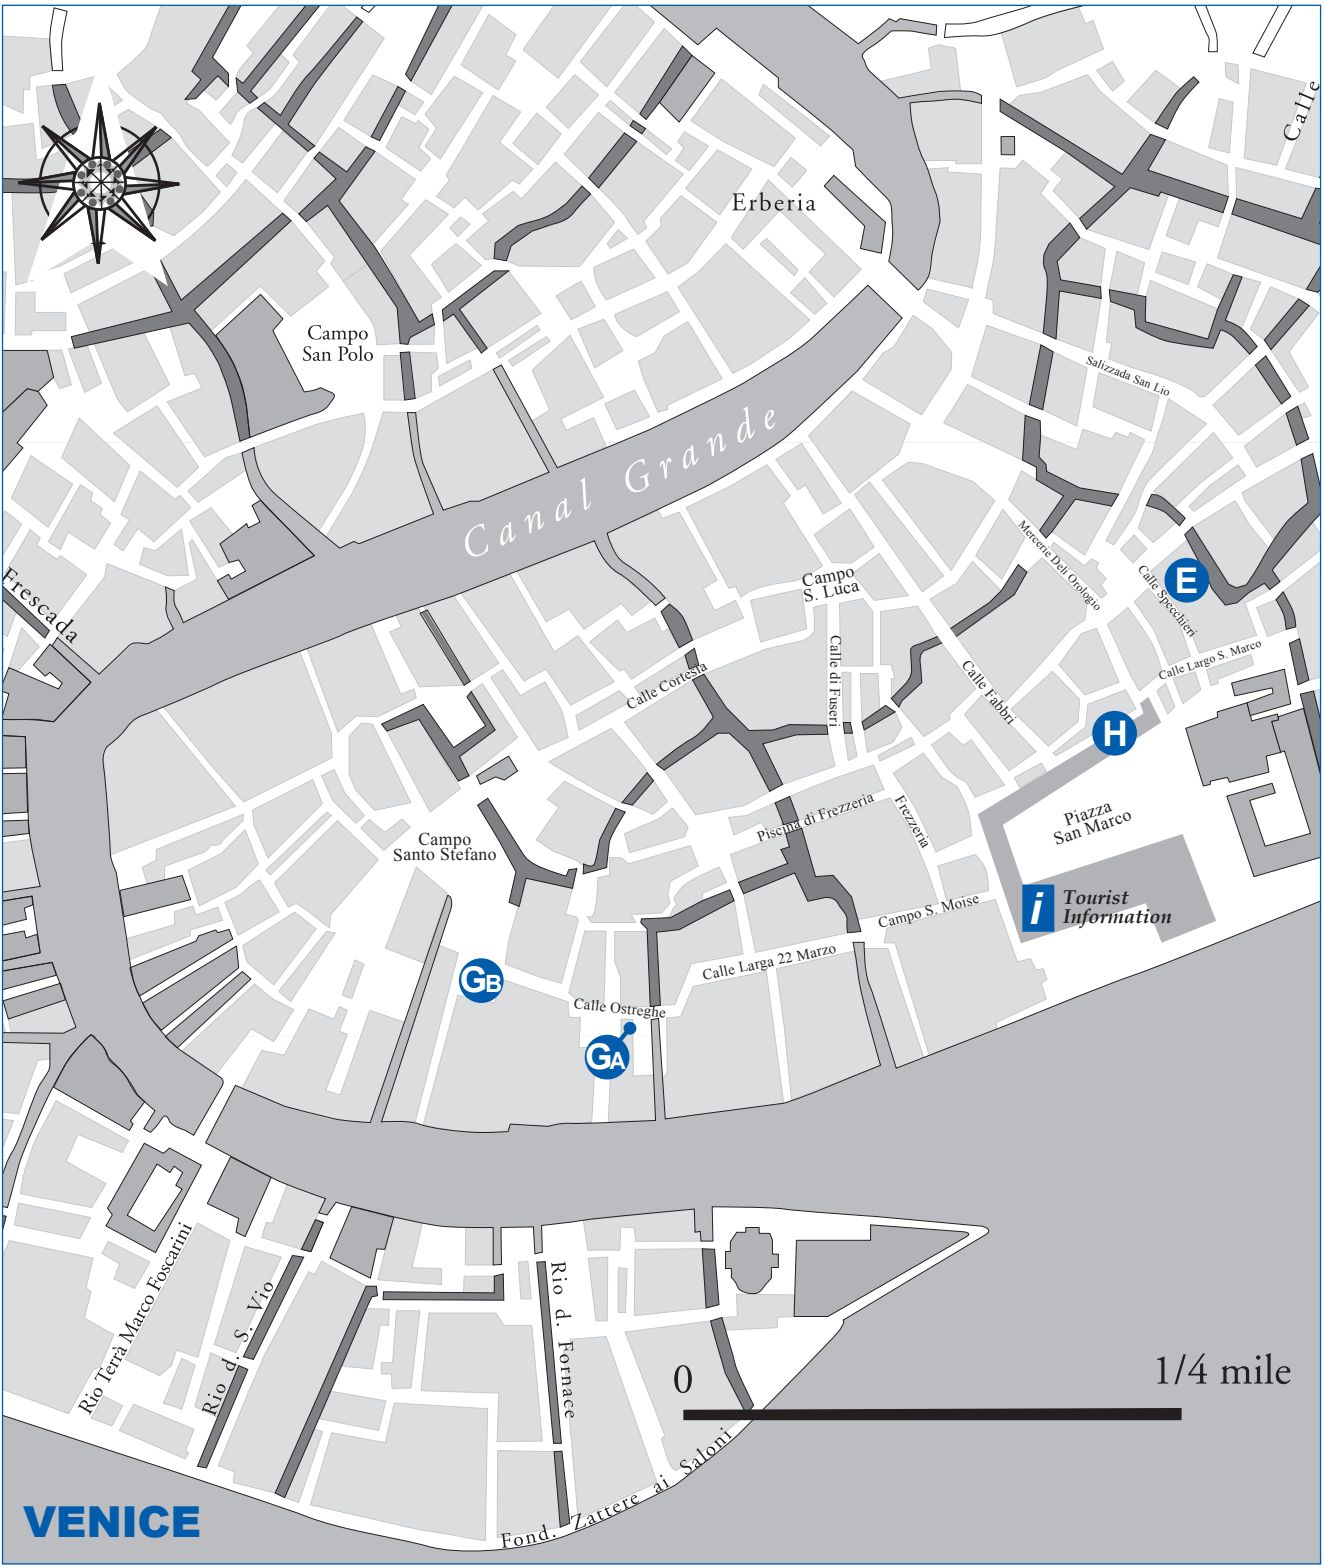 Calle
Erberia
Campo
San Polo
Salizzada San Lio
Canal Grande
Mercerie Deli Orologio
Calle Specchieri
E
Frescada
Campo
S. Luca
Calle di Fuseri
Calle Cortesia
Calle Fabbri
Calle Largo S. Marco
H
Piscina di Frezzeria
Frezzeria
Piazza
San Marco
Campo
Santo Stefano
i
Tourist
Information
Campo S. Moise
Calle Larga 22 Marzo
GB
Calle Ostreghe
GA
Rio Terrà Marco Foscarini
Rio d. S. Vio
Rio d. Fornace
0
1/4 mile
Fond. Zattere ai Saloni
VENICE